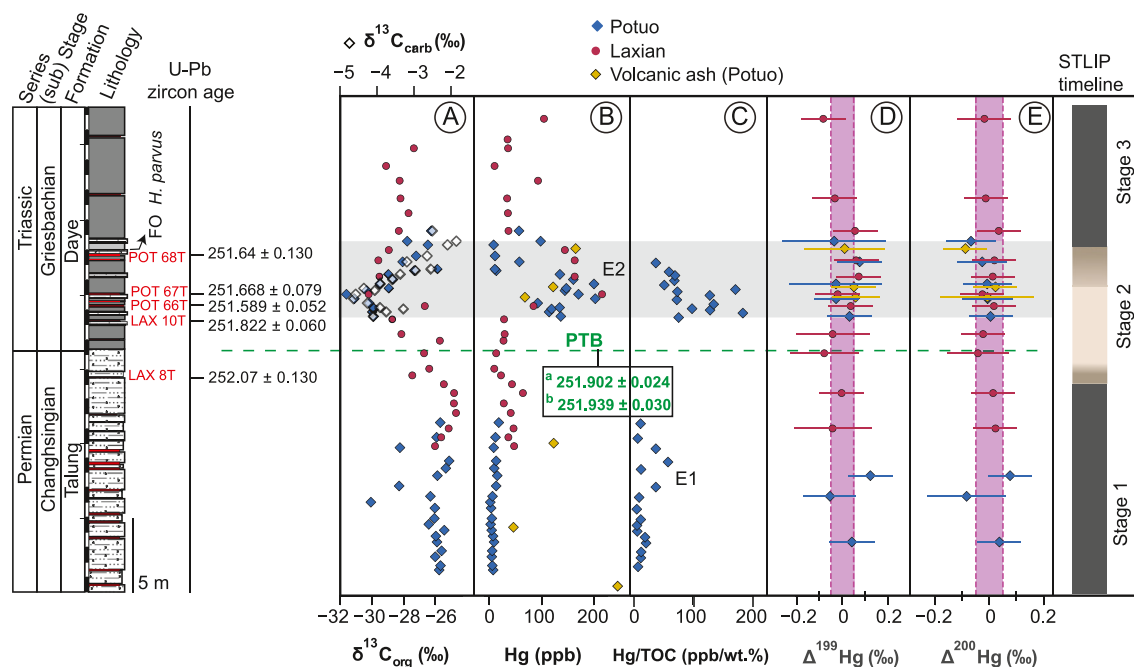 Series
(sub) Stage
Formation
Lithology
U-Pb
zircon age
δ¹³C_carb (‰)
-5 -4 -3 -2
Potuo
Laxian
Volcanic ash (Potuo)
STLIP
timeline
A
B
C
D
E
Triassic
Griesbachian
Daye
Permian
Changhsingian
Talung
FO H. parvus
POT 68T
251.64 ± 0.130
POT 67T
251.668 ± 0.079
POT 66T
251.589 ± 0.052
LAX 10T
251.822 ± 0.060
LAX 8T
252.07 ± 0.130
5 m
E2
PTB
a 251.902 ± 0.024
b 251.939 ± 0.030
E1
Stage 3
Stage 2
Stage 1
−32 -30 -28 -26
δ¹³C_org (‰)
0 100 200
Hg (ppb)
0 100 200
Hg/TOC (ppb/wt.%)
−0.2 0 0.2
Δ¹⁹⁹Hg (‰)
−0.2 0 0.2
Δ²⁰⁰Hg (‰)